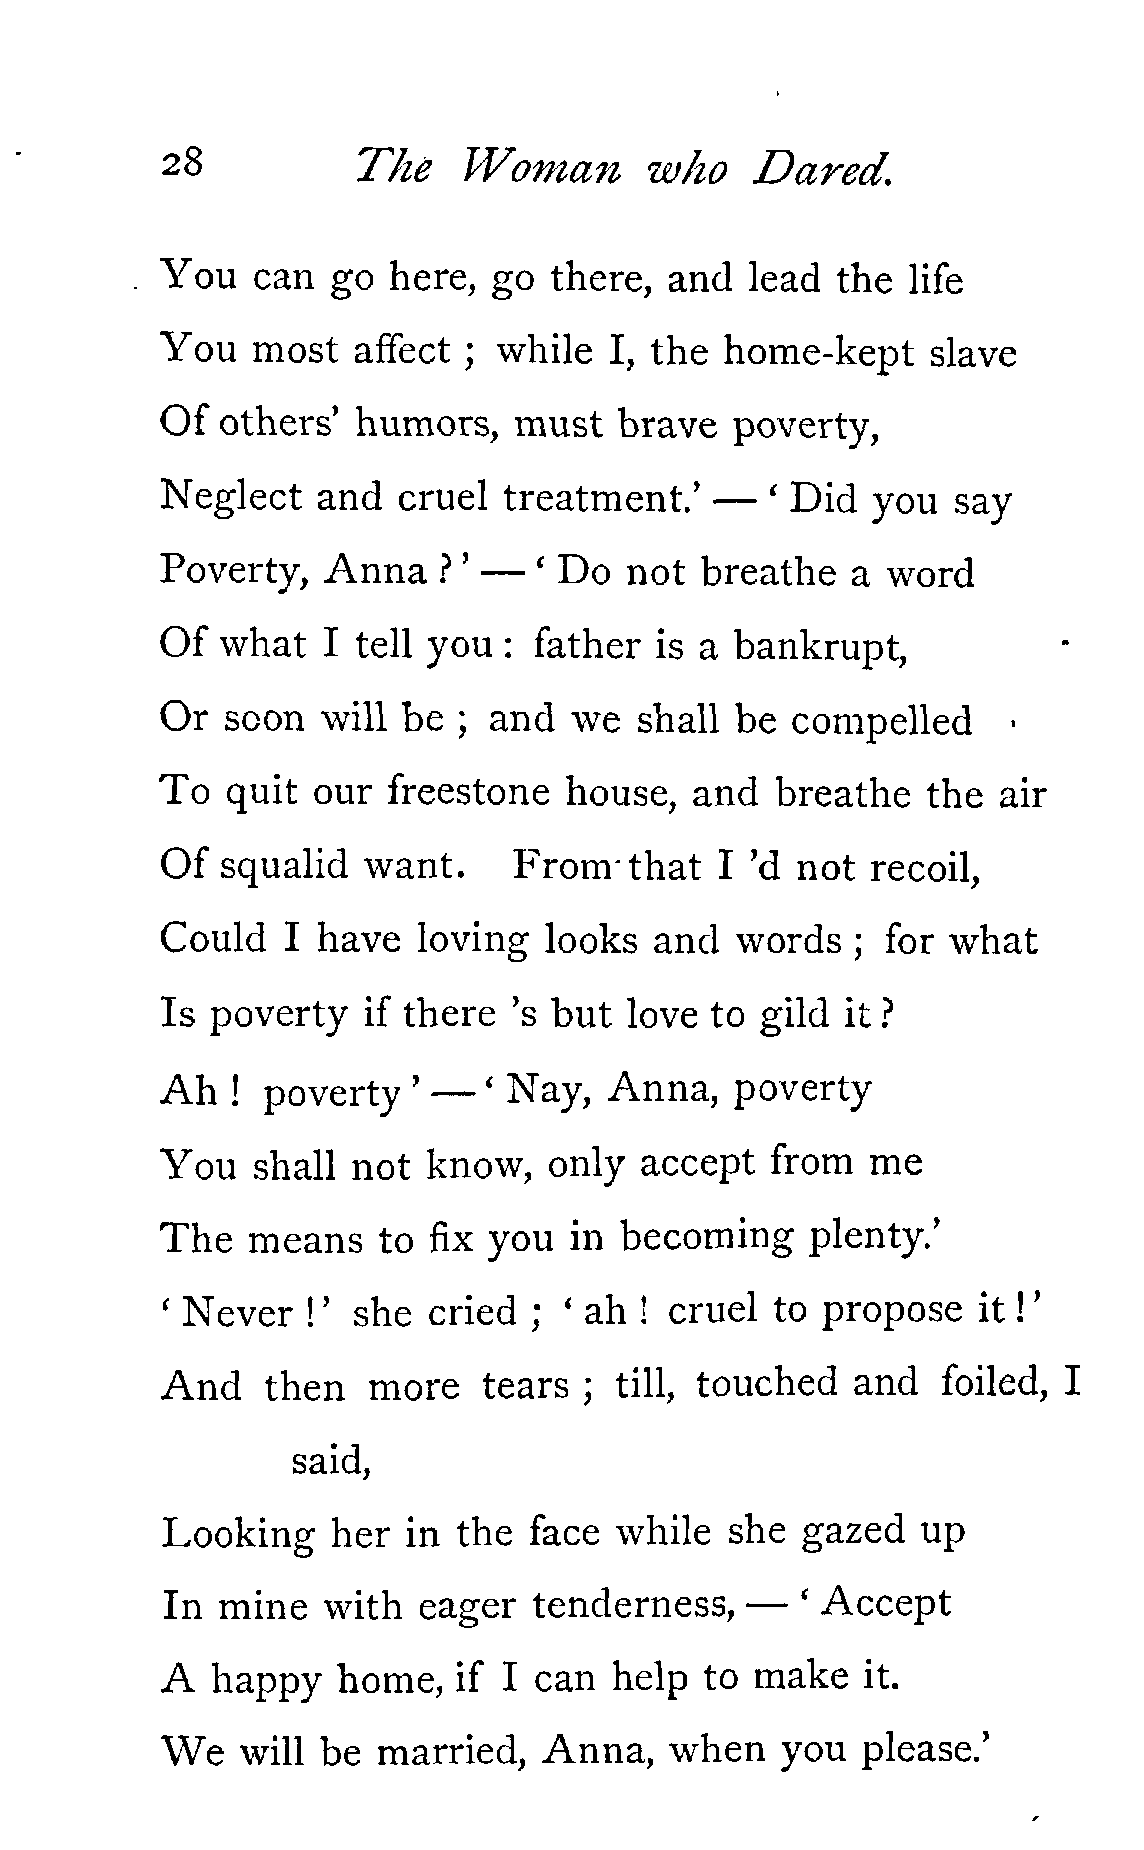 28 The Woman who Dared.
You can go here, go there, and lead the life
You most affect ; while I, the home-kept slave
Of others' humors, must brave poverty,
Neglect and cruel treatment.' — ' Did you say
Poverty, Anna ? ' — ' Do not breathe a word
Of what I tell you : father is a bankrupt,
Or soon will be ; and we shall be compelled
To quit our freestone house, and breathe the air
Of squalid want. From that I 'd not recoil,
Could I have loving looks and words ; for what
Is poverty if there 's but love to gild it ?
Ah ! poverty ' — ' Nay, Anna, poverty
You shall not know, only accept from me
The means to fix you in becoming plenty.'
' Never ! ' she cried ; ' ah ! cruel to propose it ! '
And then more tears ; till, touched and foiled, I
said,
Looking her in the face while she gazed up
In mine with eager tenderness, — ' Accept
A happy home, if I can help to make it.
We will be married, Anna, when you please.'